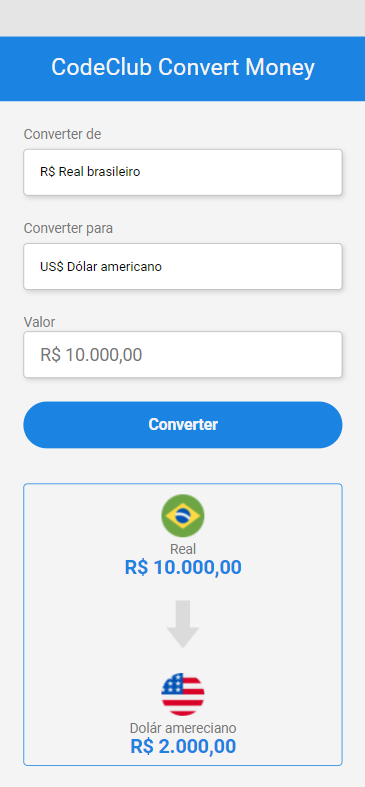 CodeClub Convert Money
Converter de
R$ Real brasileiro
Converter para
US$ Dólar americano
Valor
R$ 10.000,00
Converter
Real
R$ 10.000,00
Dolár amereciano
R$ 2.000,00